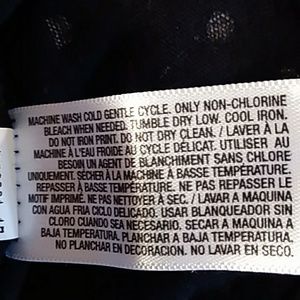 MACHINE WASH COLD GENTLE CYCLE. ONLY NON-CHLORINE
BLEACH WHEN NEEDED. TUMBLE DRY LOW. COOL IRON.
DO NOT IRON PRINT. DO NOT DRY CLEAN. / LAVER À LA
MACHINE À L'EAU FROIDE AU CYCLE DÉLICAT. UTILISER AU
BESOIN UN AGENT DE BLANCHIMENT SANS CHLORE
UNIQUEMENT. SÉCHER À LA MACHINE À BASSE TEMPÉRATURE.
REPASSER À BASSE TEMPÉRATURE. NE PAS REPASSER LE
MOTIF IMPRIMÉ. NE PAS NETTOYER À SEC / LAVAR A MAQUINA
CON AGUA FRIA CICLO DELICADO. USAR BLANQUEADOR SIN
CLORO CUANDO SEA NECESARIO. SECAR A MAQUINA A
BAJA TEMPERATURA. PLANCHAR A BAJA TEMPERATURA.
NO PLANCHAR EN DIBUJO. NO LAVAR EN SECO.